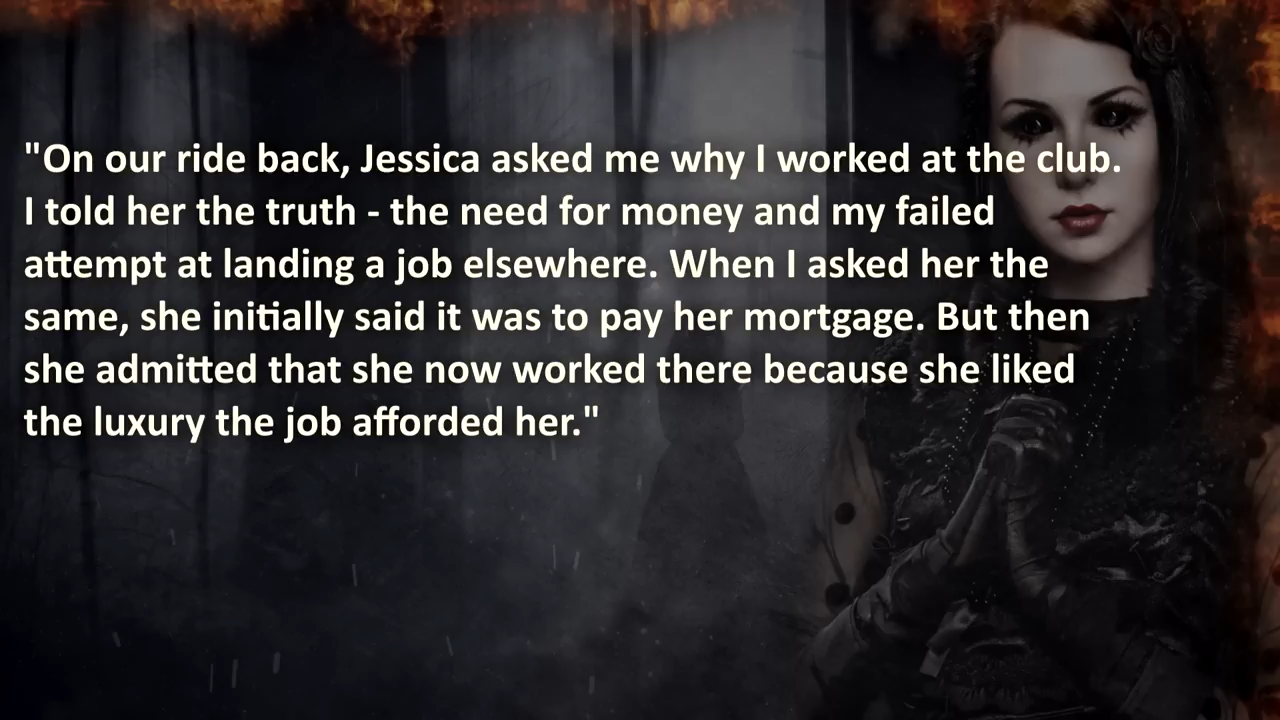 "On our ride back, Jessica asked me why I worked at the club.
I told her the truth - the need for money and my failed
attempt at landing a job elsewhere. When I asked her the
same, she initially said it was to pay her mortgage. But then
she admitted that she now worked there because she liked
the luxury the job afforded her."